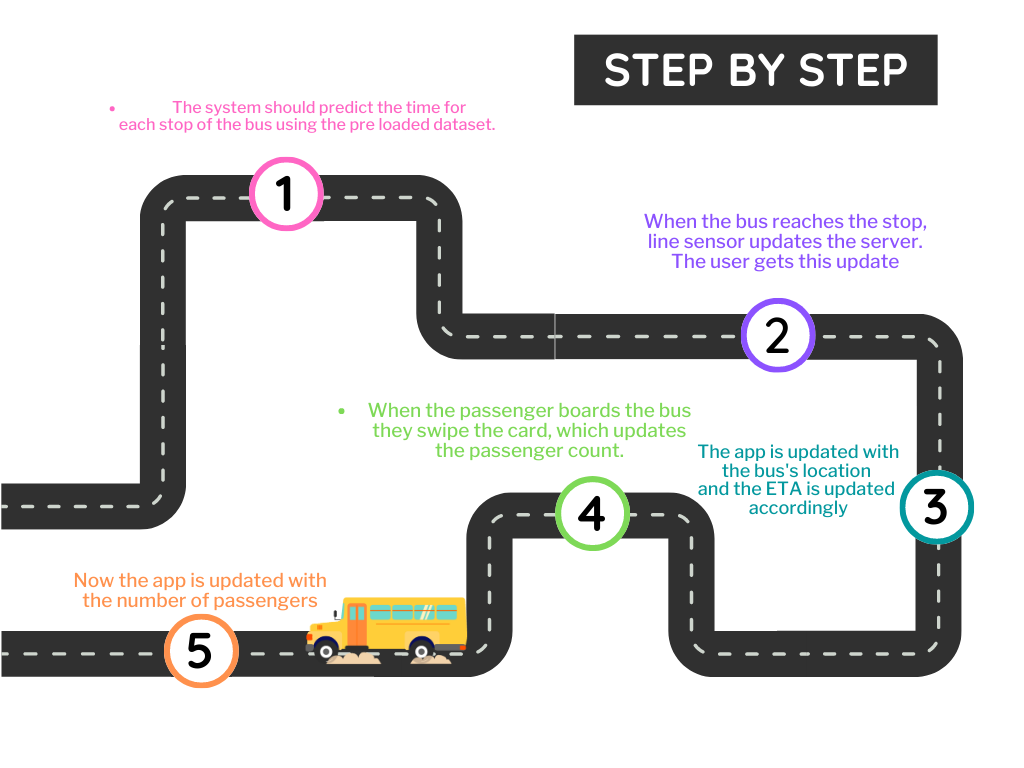 STEP BY STEP
• The system should predict the time for
each stop of the bus using the pre loaded dataset.
1
When the bus reaches the stop,
line sensor updates the server.
The user gets this update
2
The app is updated with
the bus's location
and the ETA is updated
accordingly
3
• When the passenger boards the bus
they swipe the card, which updates
the passenger count.
4
Now the app is updated with
the number of passengers
5